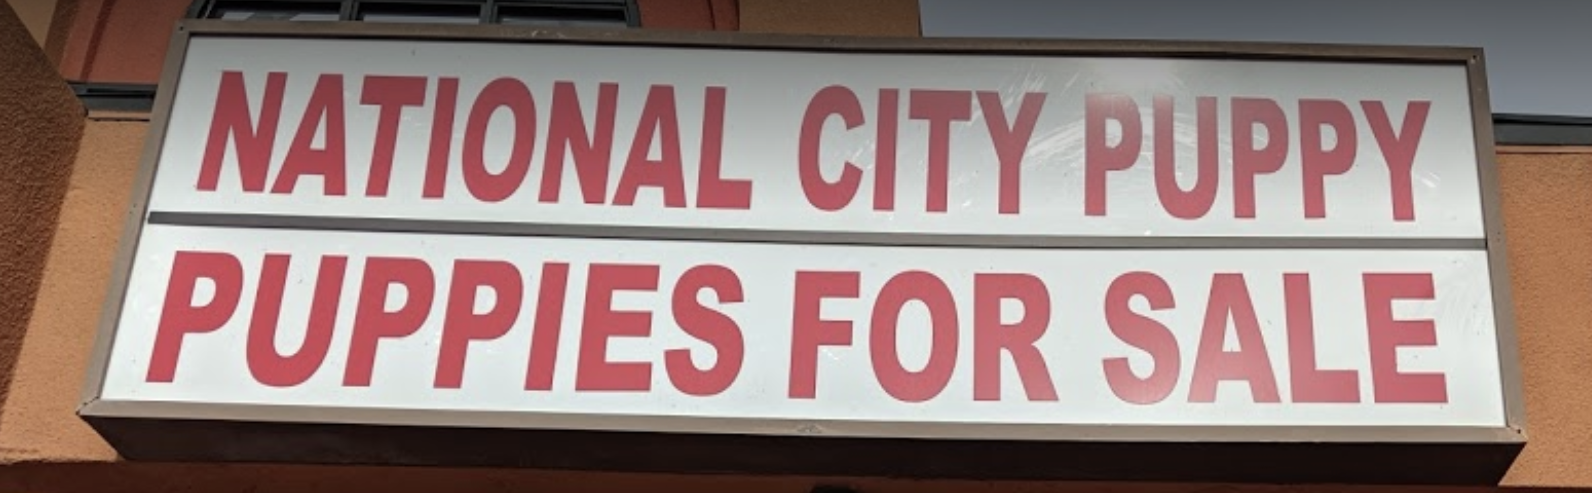 NATIONAL CITY PUPPY
PUPPIES FOR SALE